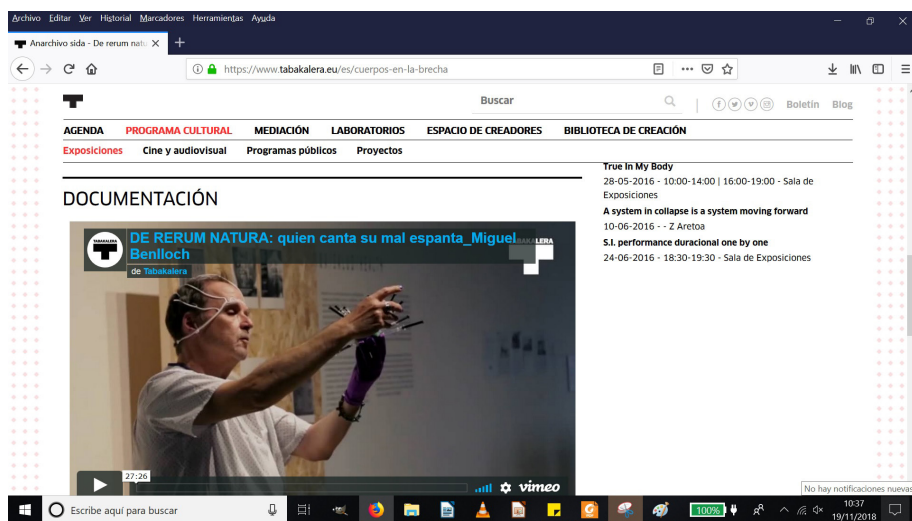 Archivo Editar Ver Historial Marcadores Herramientas Ayuda
Anarchivo sida - De rerum natu
https://www.tabakalera.eu/es/cuerpos-en-la-brecha
Buscar
Boletín Blog
AGENDA PROGRAMA CULTURAL MEDIACIÓN LABORATORIOS ESPACIO DE CREADORES BIBLIOTECA DE CREACIÓN
Exposiciones Cine y audiovisual Programas públicos Proyectos
True In My Body
28-05-2016 - 10:00-14:00 | 16:00-19:00 - Sala de
Exposiciones
A system in collapse is a system moving forward
10-06-2016 - - Z Aretoa
S.I. performance duracional one by one
24-06-2016 - 18:30-19:30 - Sala de Exposiciones
DOCUMENTACIÓN
TABAKALERA
DE RERUM NATURA: quien canta su mal espanta_Miguel
Benlloch
de Tabakalera
27:26
vimeo
No hay notificaciones nuevas
Escribe aquí para buscar
100%
10:37
19/11/2018